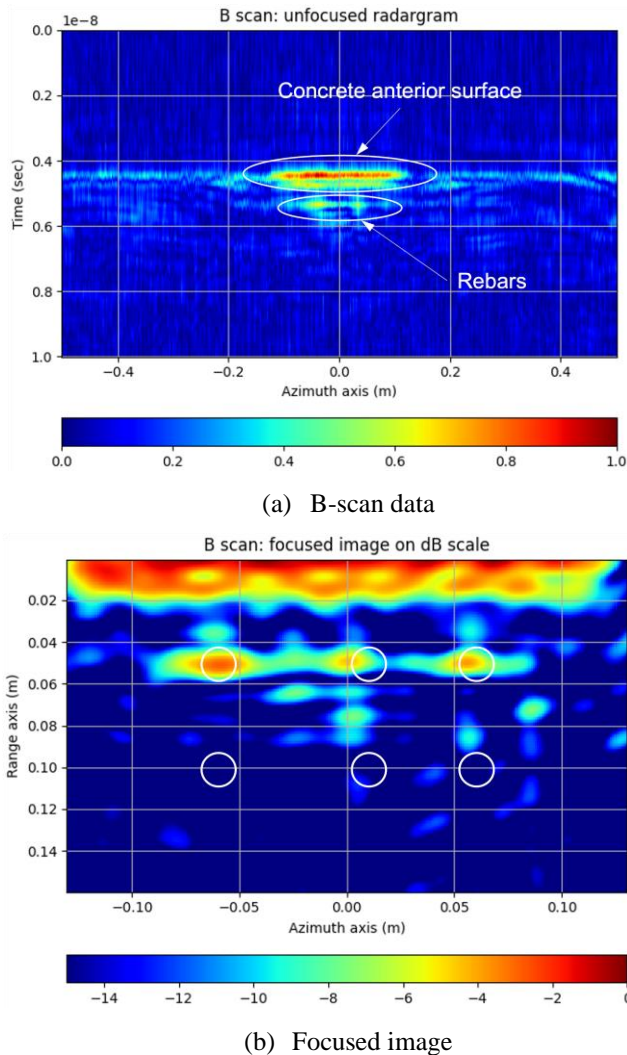 B scan: unfocused radargram
1e−8
0.0
0.2
0.4
0.6
0.8
1.0
Time (sec)
Concrete anterior surface
Rebars
−0.4 −0.2 0.0 0.2 0.4
Azimuth axis (m)
0.0 0.2 0.4 0.6 0.8 1.0
(a) B-scan data
B scan: focused image on dB scale
0.02
0.04
0.06
0.08
0.10
0.12
0.14
Range axis (m)
−0.10 −0.05 0.00 0.05 0.10
Azimuth axis (m)
−14 −12 −10 −8 −6 −4 −2 0
(b) Focused image